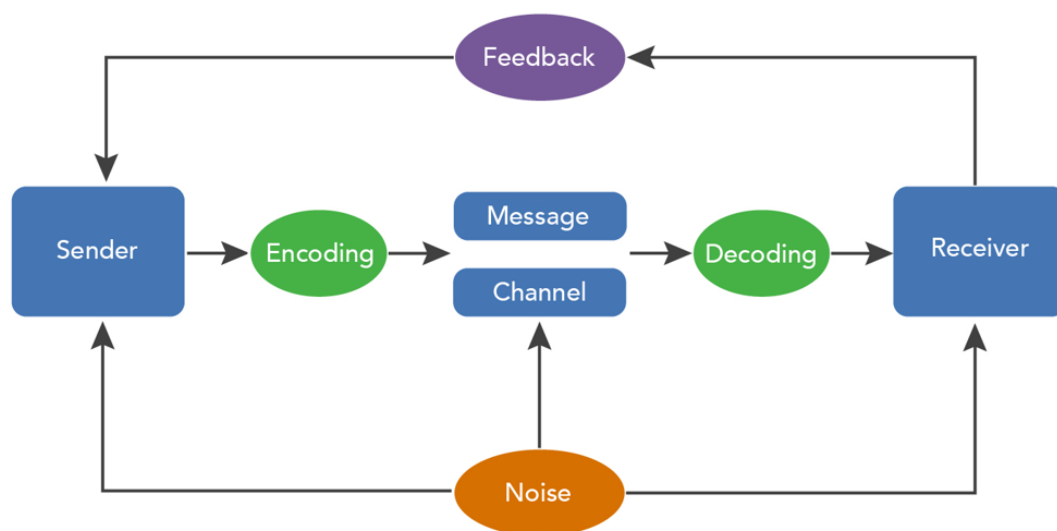 Feedback
Sender
Encoding
Message
Channel
Decoding
Receiver
Noise